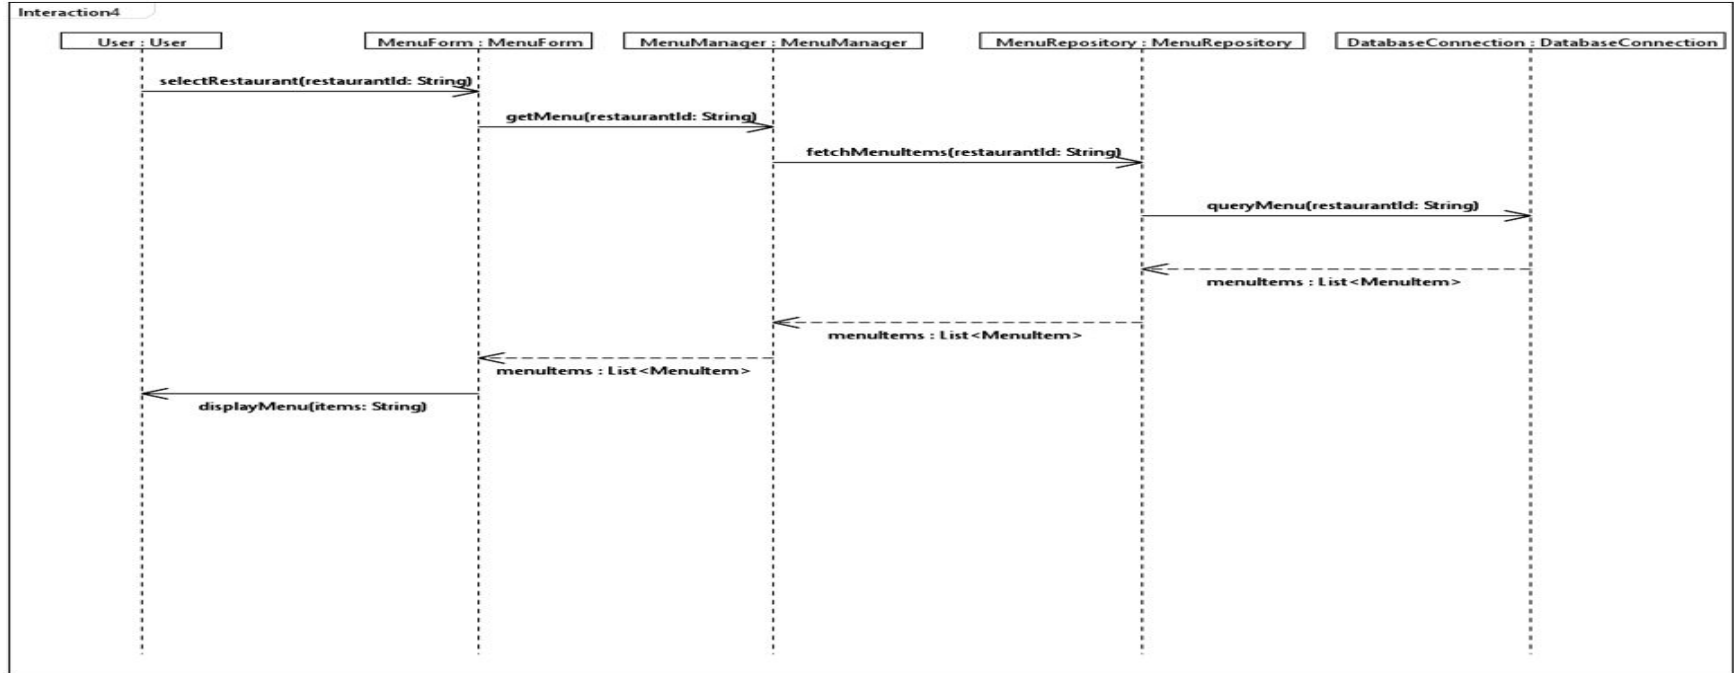 Interaction4
User : User
MenuForm : MenuForm
MenuManager : MenuManager
MenuRepository : MenuRepository
DatabaseConnection : DatabaseConnection
selectRestaurant(restaurantId: String)
getMenu(restaurantId: String)
fetchMenuItems(restaurantId: String)
queryMenu(restaurantId: String)
menuItems : List<MenuItem>
menuItems : List<MenuItem>
menuItems : List<MenuItem>
displayMenu(items: String)